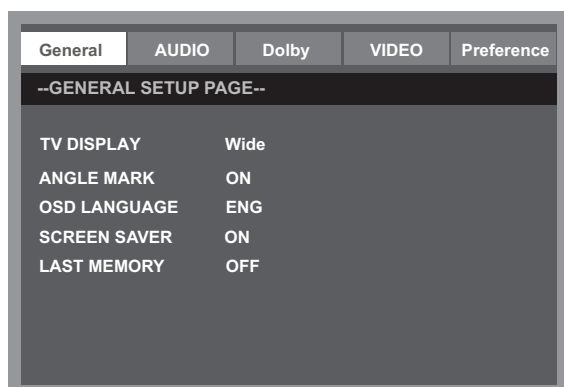 General AUDIO Dolby VIDEO Preference
--GENERAL SETUP PAGE--
TV DISPLAY Wide
ANGLE MARK ON
OSD LANGUAGE ENG
SCREEN SAVER ON
LAST MEMORY OFF